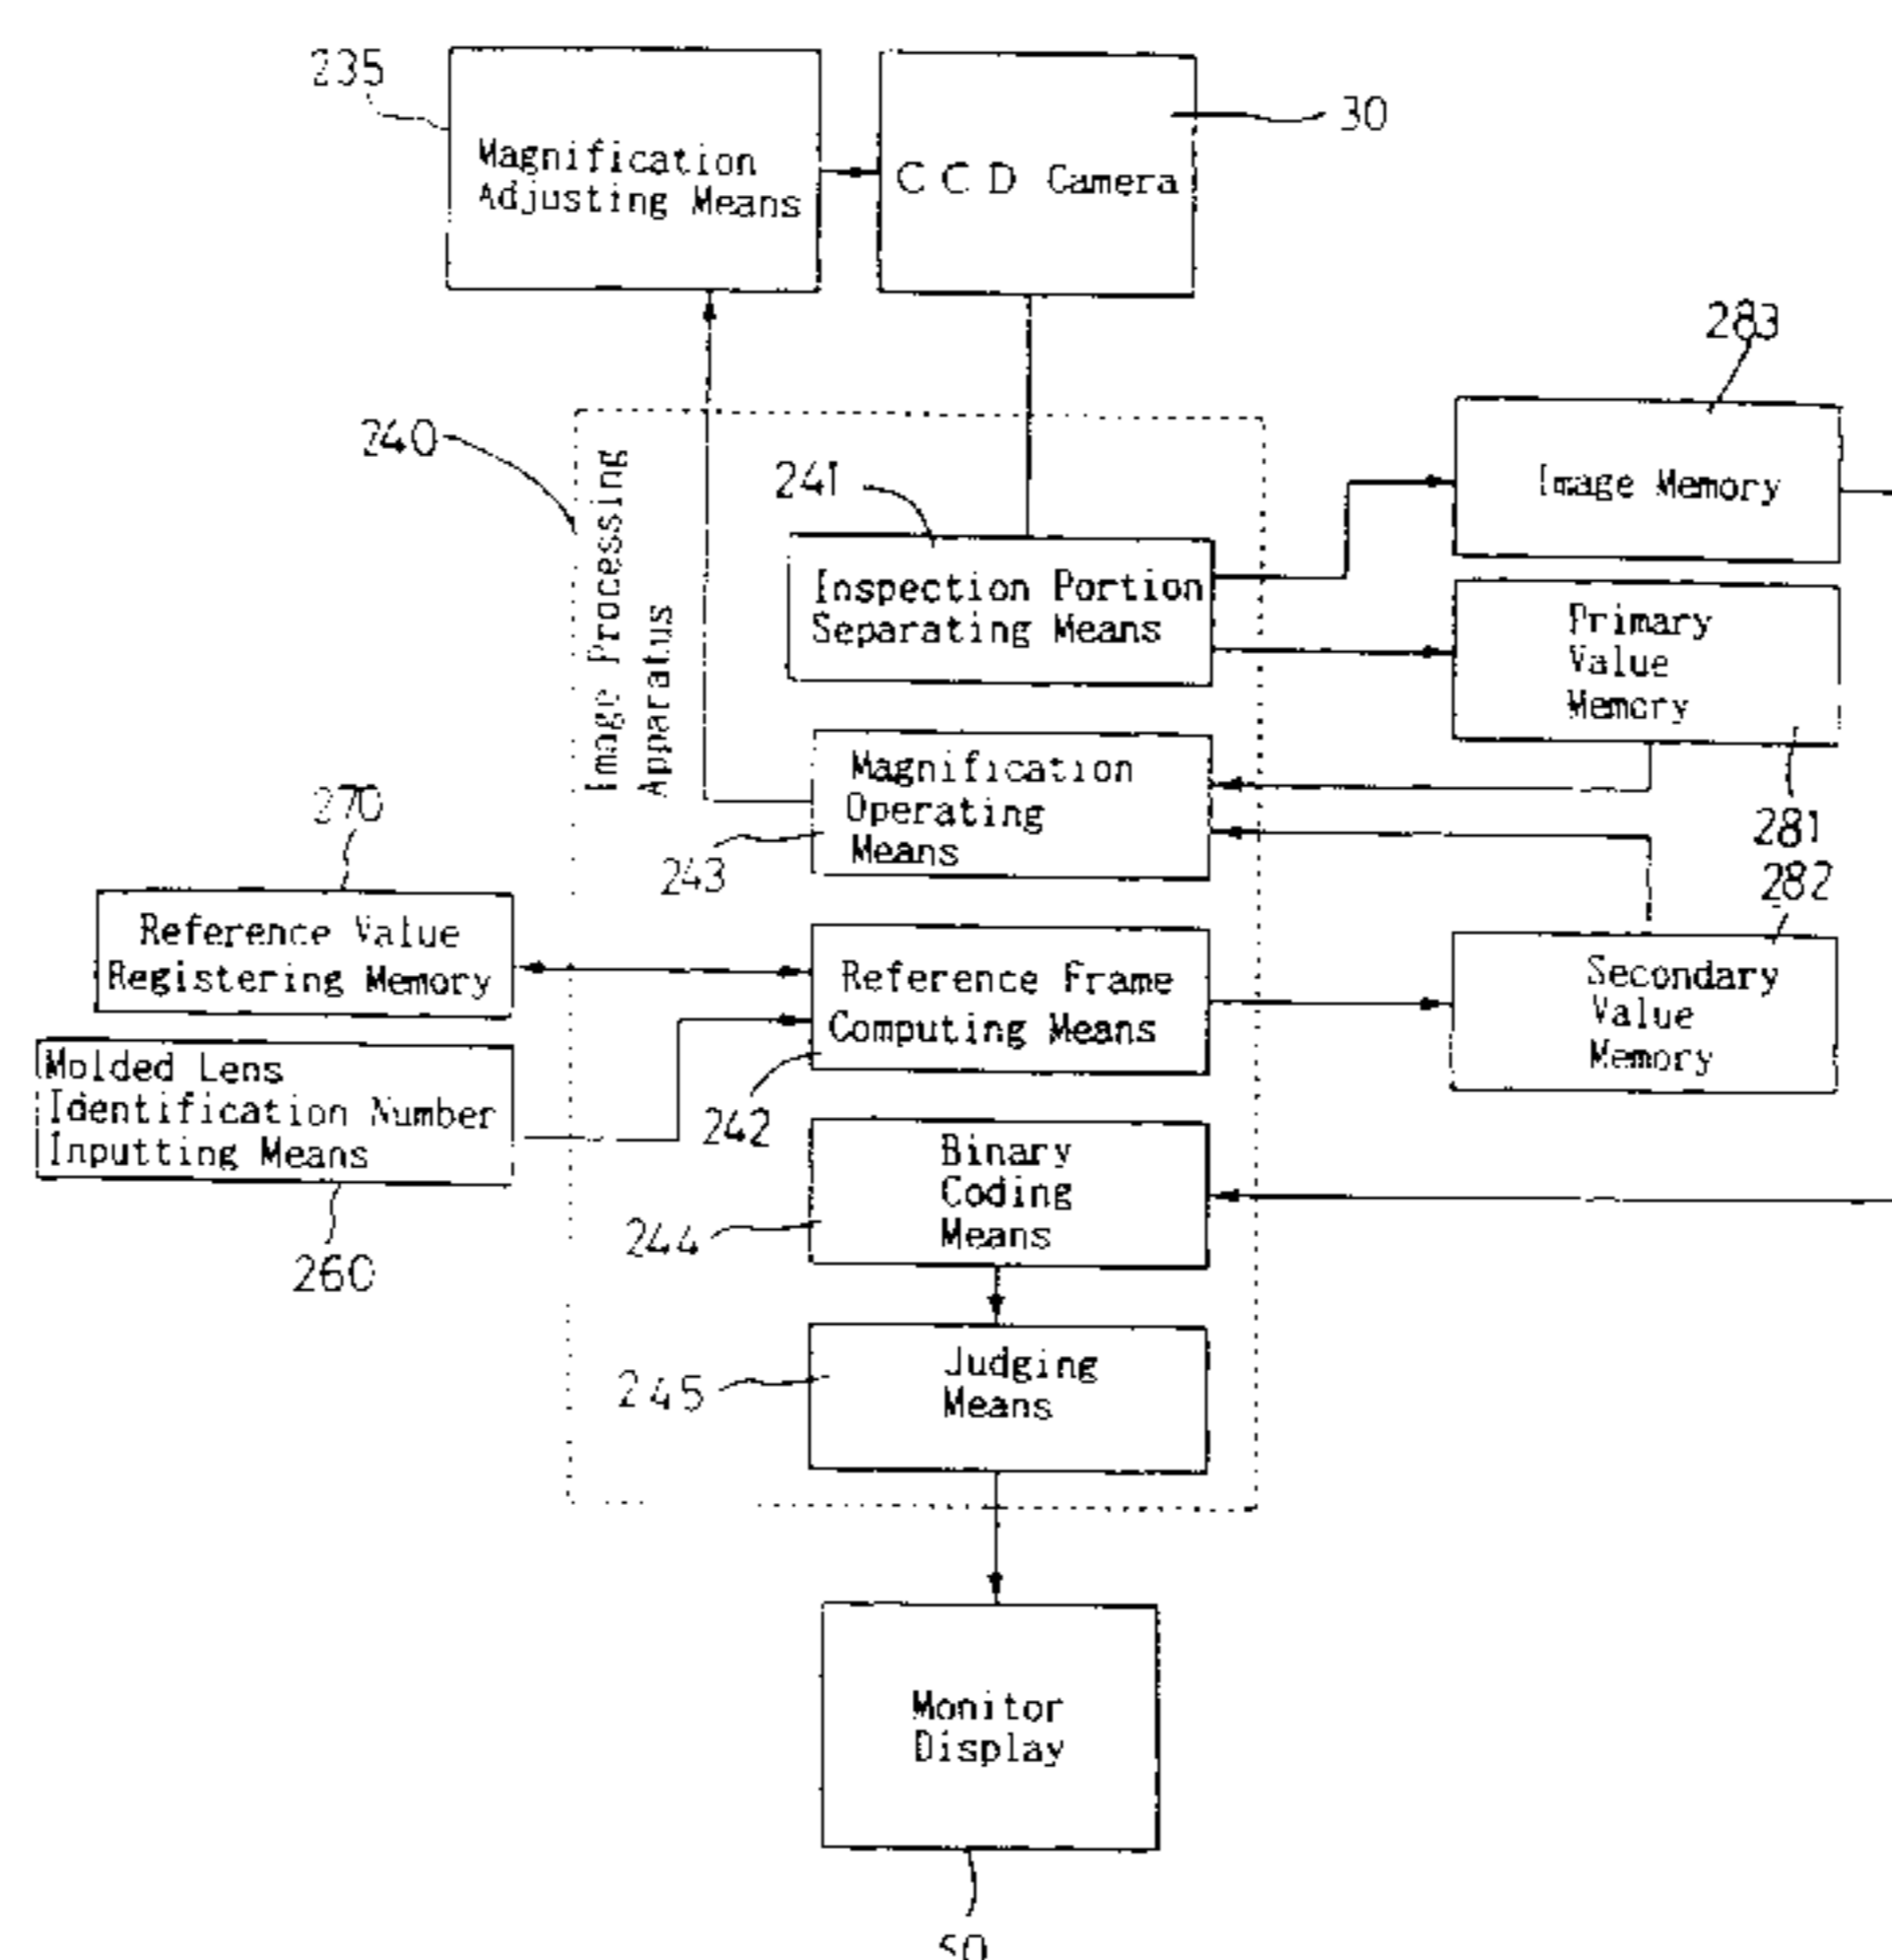 235
Magnification
Adjusting Means
CCD Camera
30
283
Image Memory
240
Image Processing
Apparatus
241
Inspection Portion
Separating Means
Primary
Value
Memory
281
Magnification
Operating
Means
243
282
270
Reference Value
Registering Memory
Reference Frame
Computing Means
242
Secondary
Value
Memory
Molded Lens
Identification Number
Inputting Means
260
Binary
Coding
Means
244
Judging
Means
245
Monitor
Display
50